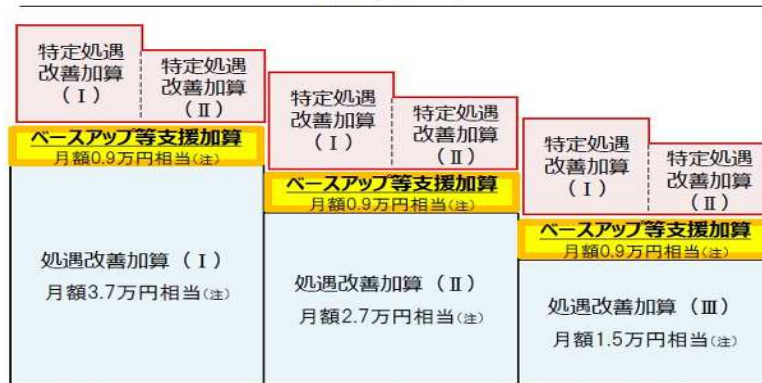 特定処遇
改善加算
（Ⅰ）
特定処遇
改善加算
（Ⅱ）
ベースアップ等支援加算
月額0.9万円相当(注)
処遇改善加算（Ⅰ）
月額3.7万円相当(注)
特定処遇
改善加算
（Ⅰ）
特定処遇
改善加算
（Ⅱ）
ベースアップ等支援加算
月額0.9万円相当(注)
処遇改善加算（Ⅱ）
月額2.7万円相当(注)
特定処遇
改善加算
（Ⅰ）
特定処遇
改善加算
（Ⅱ）
ベースアップ等支援加算
月額0.9万円相当(注)
処遇改善加算（Ⅲ）
月額1.5万円相当(注)